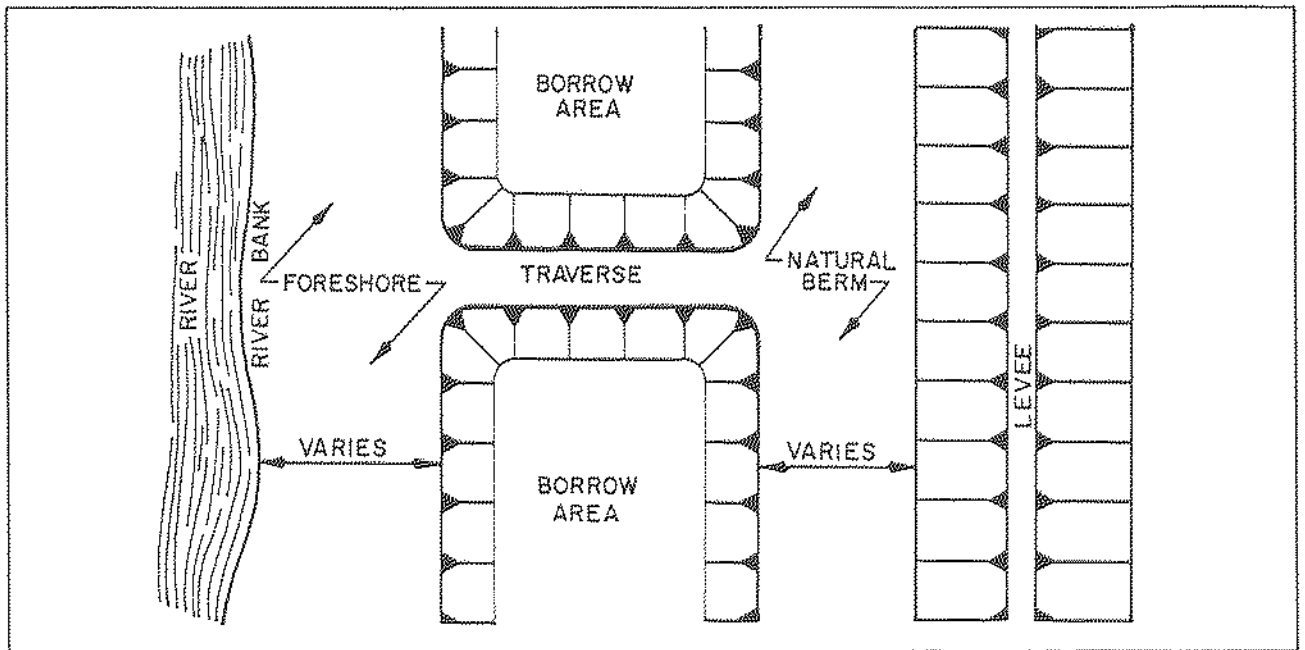 BORROW
AREA
RIVER
RIVER BANK
FORESHORE
TRAVERSE
NATURAL
BERM
LEVEE
VARIES
VARIES
BORROW
AREA